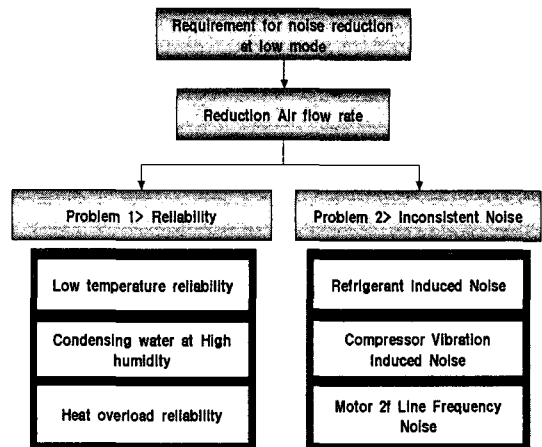 Requirement for noise reduction
at low mode
Reduction Air flow rate
Problem 1> Reliability
Problem 2> Inconsistent Noise
Low temperature reliability
Condensing water at High
humidity
Heat overload reliability
Refrigerant Induced Noise
Compressor Vibration
Induced Noise
Motor 2f Line Frequency
Noise